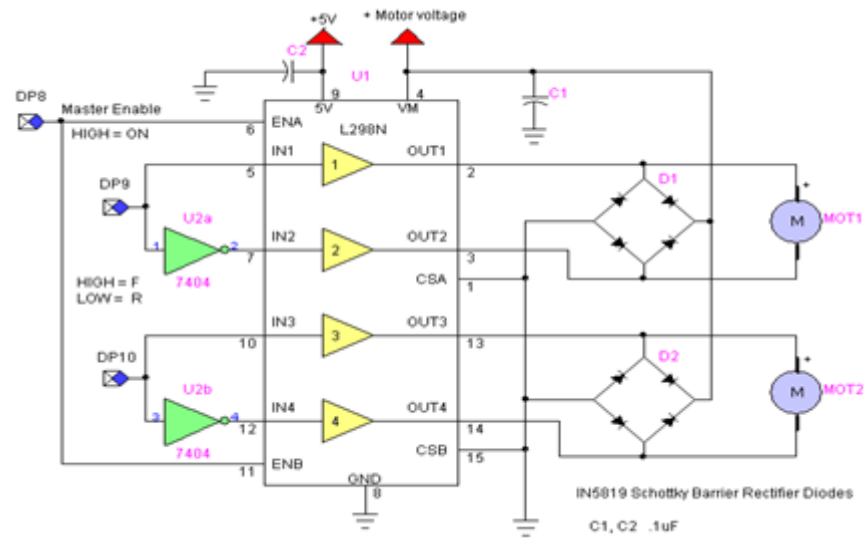 +5V
+ Motor voltage
C2
U1
DP8
Master Enable
HIGH = ON
9
5V
4
VM
C1
L298N
6
ENA
5
IN1
1
OUT1
2
D1
DP9
U2a
1
2
7404
7
IN2
2
OUT2
3
+
M
MOT1
CSA
1
HIGH = F
LOW = R
10
IN3
3
OUT3
13
DP10
D2
U2b
3
4
7404
12
IN4
4
OUT4
14
+
M
MOT2
11
ENB
CSB
15
GND
8
IN5819 Schottky Barrier Rectifier Diodes
C1, C2 .1uF